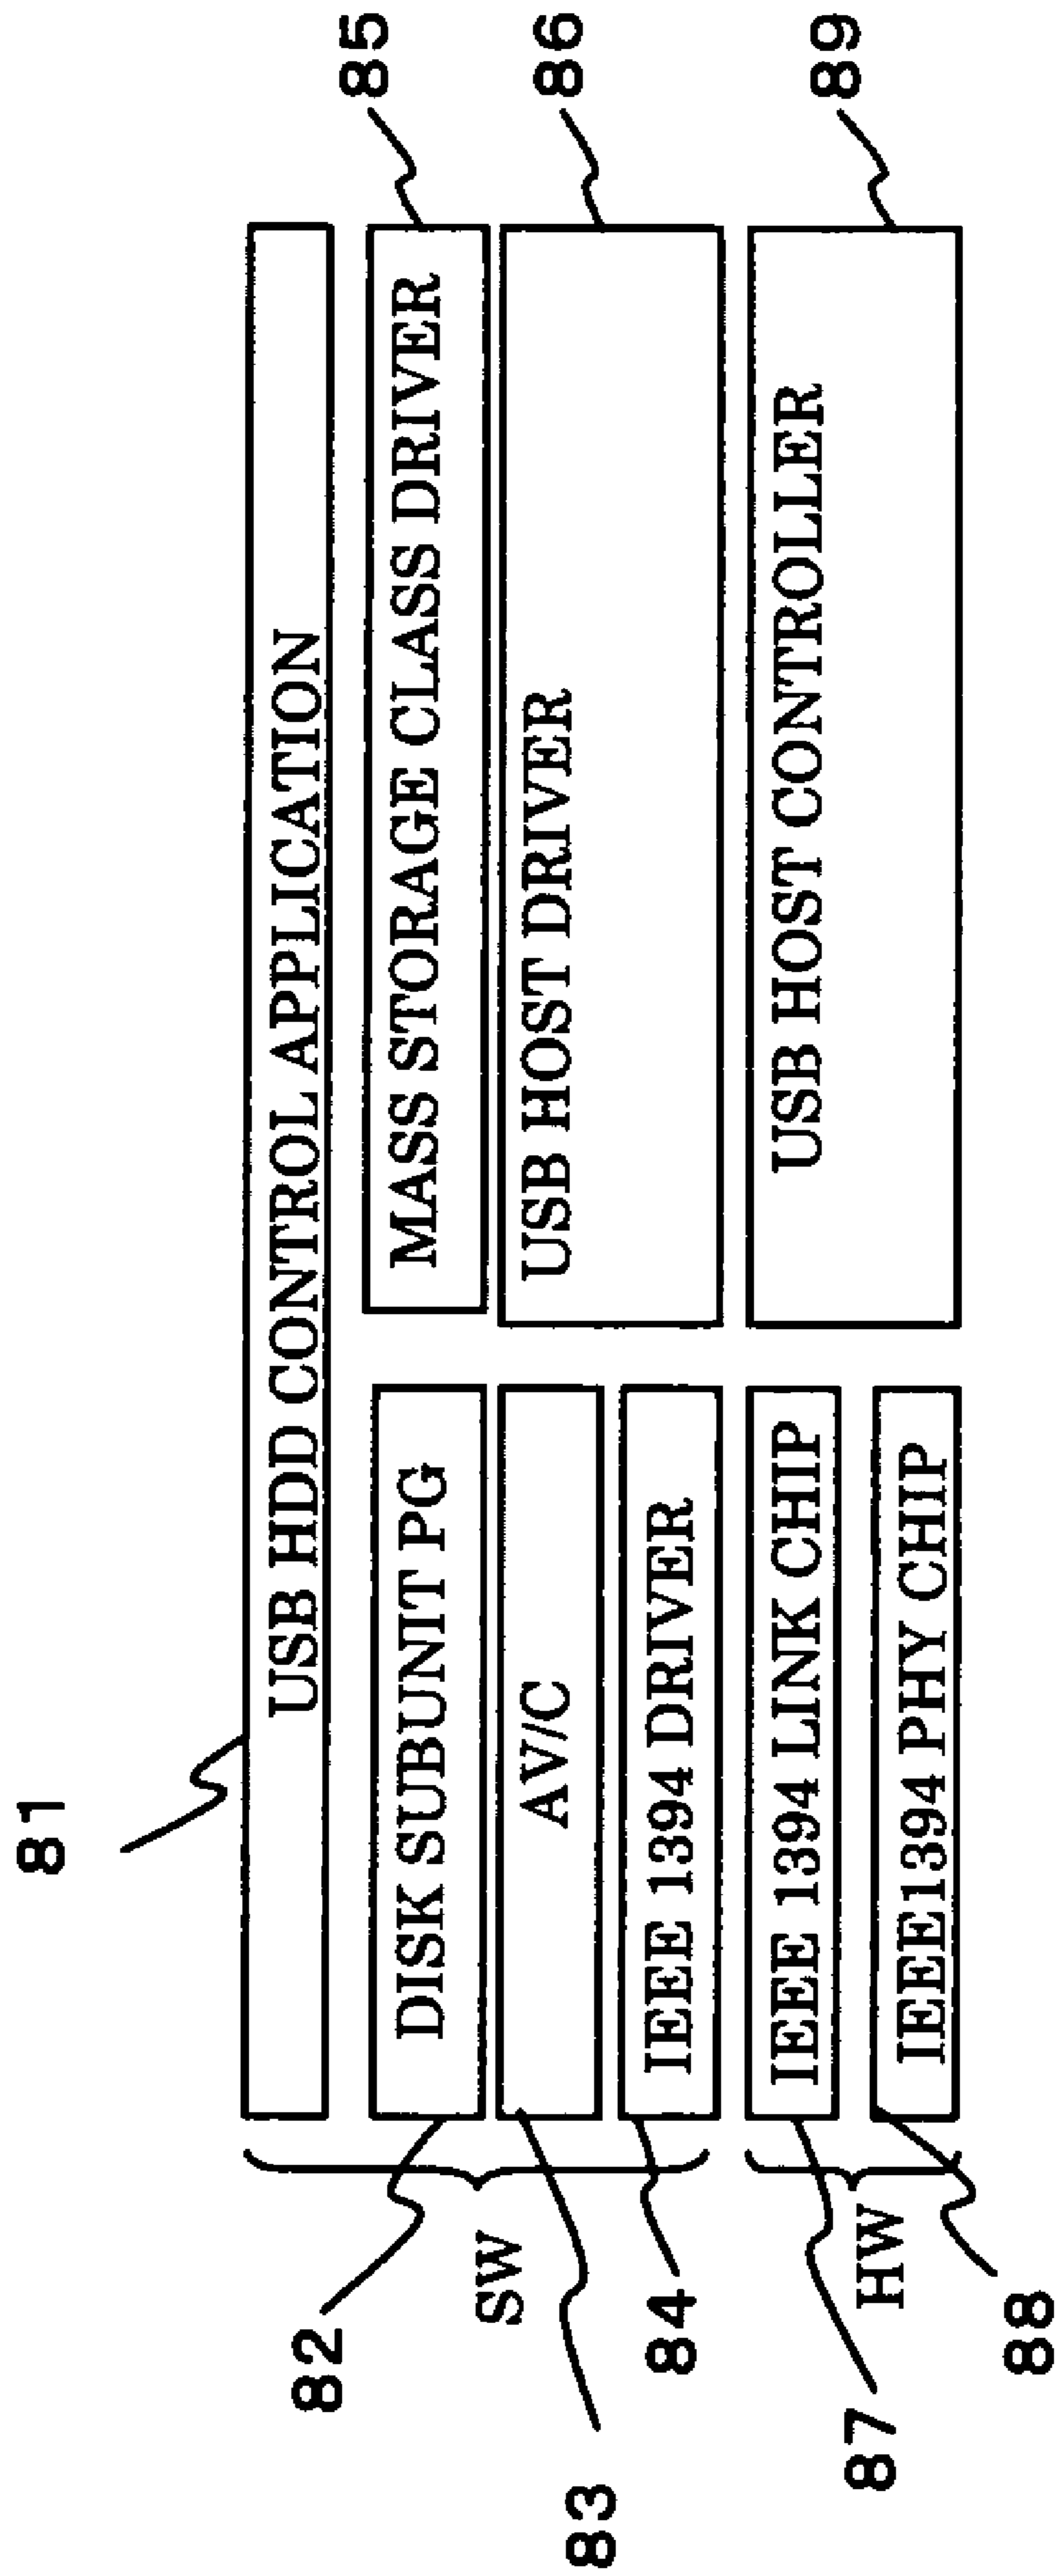 81
USB HDD CONTROL APPLICATION
82
DISK SUBUNIT PG
MASS STORAGE CLASS DRIVER
85
SW
83
AV/C
USB HOST DRIVER
86
84
IEEE 1394 DRIVER
87
IEEE 1394 LINK CHIP
USB HOST CONTROLLER
89
HW
88
IEEE1394 PHY CHIP